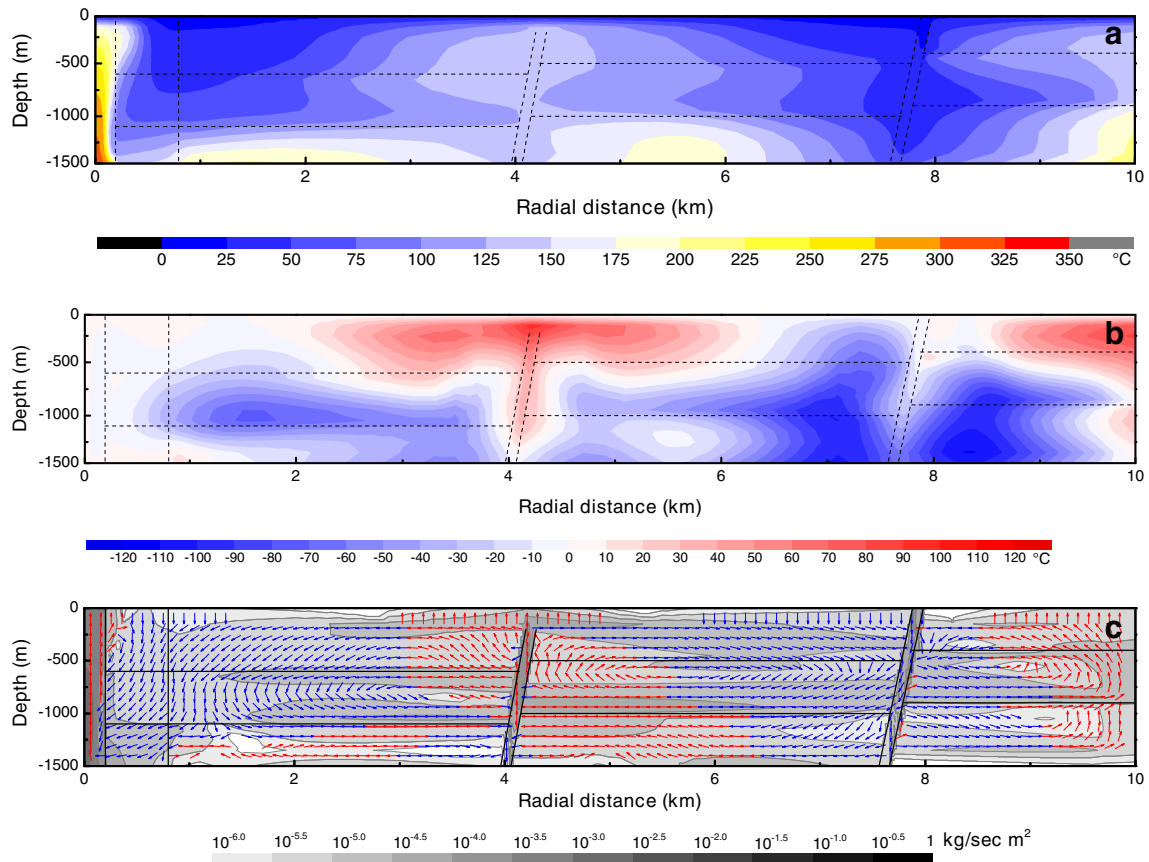 a
Depth (m)
0
-500
-1000
-1500
0 2 4 6 8 10
Radial distance (km)
0 25 50 75 100 125 150 175 200 225 250 275 300 325 350 °C
b
Depth (m)
0
-500
-1000
-1500
0 2 4 6 8 10
Radial distance (km)
-120 -110 -100 -90 -80 -70 -60 -50 -40 -30 -20 -10 0 10 20 30 40 50 60 70 80 90 100 110 120 °C
c
Depth (m)
0
-500
-1000
-1500
0 2 4 6 8 10
Radial distance (km)
10^-6.0 10^-5.5 10^-5.0 10^-4.5 10^-4.0 10^-3.5 10^-3.0 10^-2.5 10^-2.0 10^-1.5 10^-1.0 10^-0.5 1 kg/sec m²